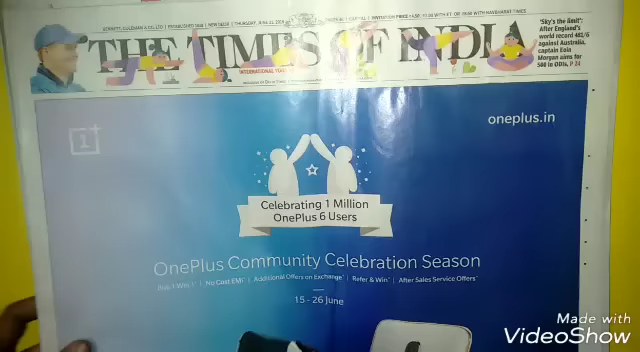 THE TIMES OF INDIA
INTERNATIONAL
'Sky's the limit':
After England's
world record 481/6
against Australia,
captain Eoin
Morgan aims for
500 in ODIs, P 24
1+
oneplus.in
Celebrating 1 Million
OnePlus 6 Users
OnePlus Community Celebration Season
No Cost EMI* | Additional Offers on Exchange* | Refer & Win* | After Sales Service Offers*
15 - 26 June
Made with
VideoShow